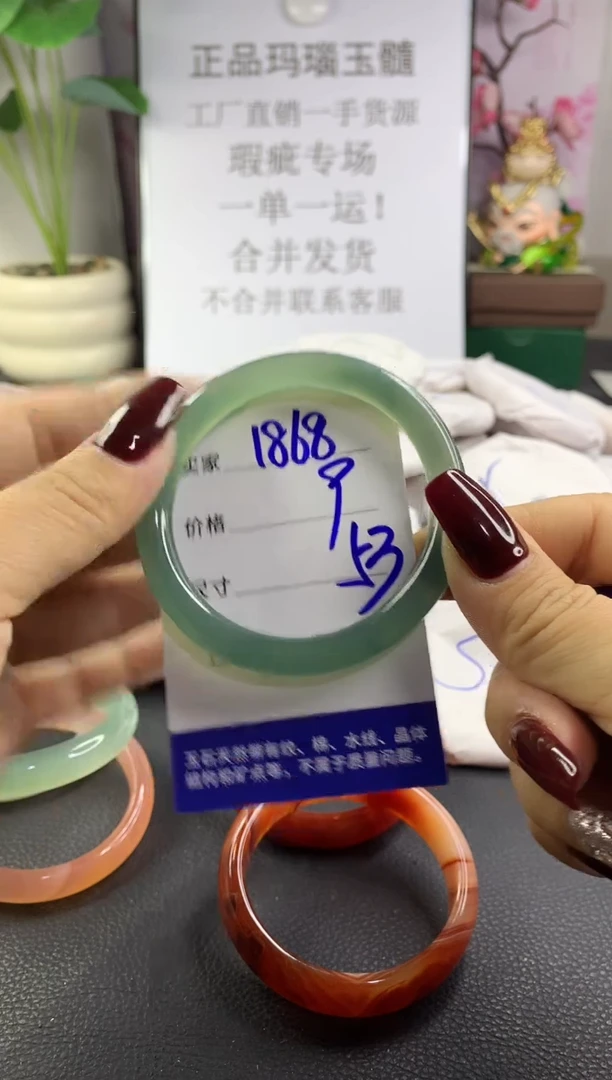 正品玛瑙玉髓
工厂直销一手货源
瑕疵专场
一单一运!
合并发货
不合并联系客服
卖家 1868
价格 9
尺寸 53
玉石天然带有纹、棉、水线、晶体
结构和矿点等,不属于质量问题。
5